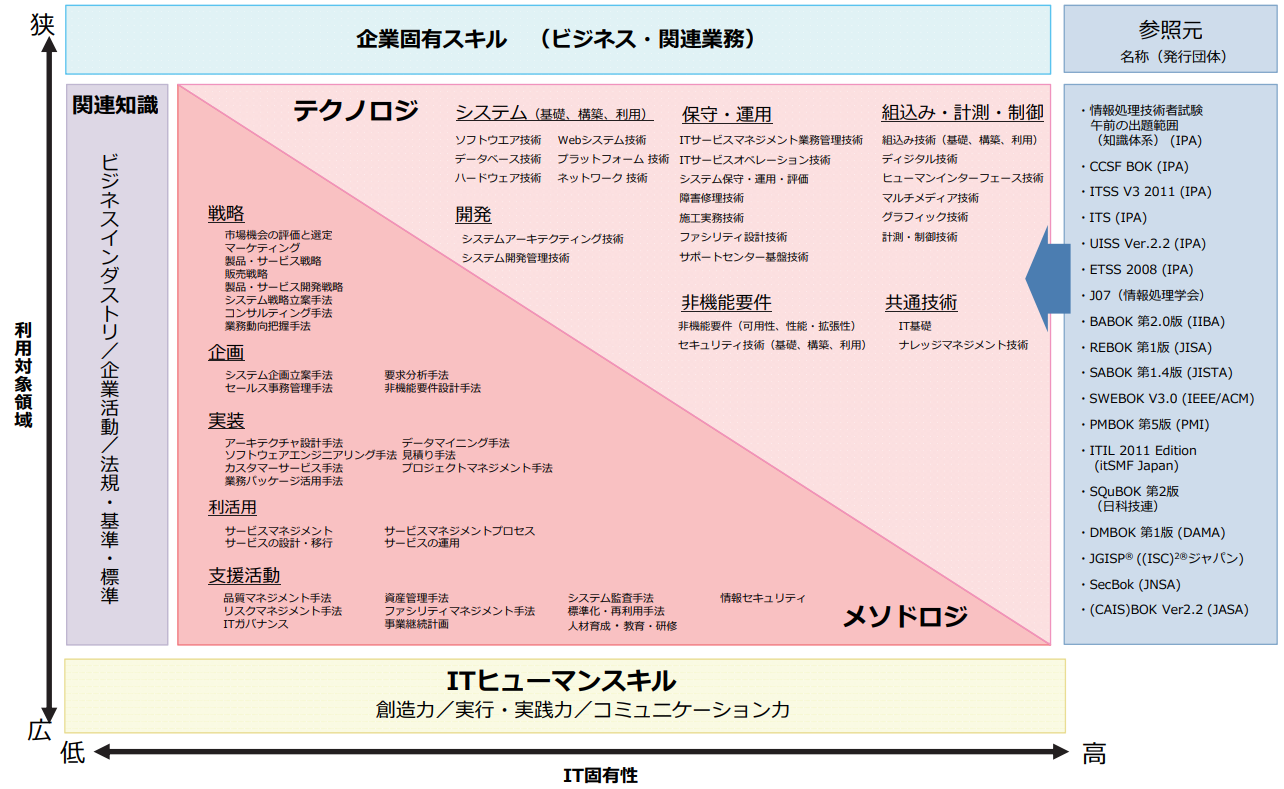 狭
企業固有スキル　（ビジネス・関連業務）
参照元
名称（発行団体）
関連知識
ビジネスインダストリ／企業活動／法規・基準・標準
テクノロジ
システム（基礎、構築、利用）
ソフトウエア技術　Webシステム技術
データベース技術　プラットフォーム 技術
ハードウェア技術　ネットワーク 技術
開発
システムアーキテクティング技術
システム開発管理技術
保守・運用
ITサービスマネジメント業務管理技術
ITサービスオペレーション技術
システム保守・運用・評価
障害修理技術
施工実務技術
ファシリティ設計技術
サポートセンター基盤技術
組込み・計測・制御
組込み技術（基礎、構築、利用）
ディジタル技術
ヒューマンインターフェース技術
マルチメディア技術
グラフィック技術
計測・制御技術
非機能要件
非機能要件（可用性、性能・拡張性）
セキュリティ技術（基礎、構築、利用）
共通技術
IT基礎
ナレッジマネジメント技術
戦略
市場機会の評価と選定
マーケティング
製品・サービス戦略
販売戦略
製品・サービス開発戦略
システム戦略立案手法
コンサルティング手法
業務動向把握手法
企画
システム企画立案手法　要求分析手法
セールス事務管理手法　非機能要件設計手法
実装
アーキテクチャ設計手法　データマイニング手法
ソフトウェアエンジニアリング手法　見積り手法
カスタマーサービス手法　プロジェクトマネジメント手法
業務パッケージ活用手法
利活用
サービスマネジメント　サービスマネジメントプロセス
サービスの設計・移行　サービスの運用
支援活動
品質マネジメント手法　資産管理手法　システム監査手法　情報セキュリティ
リスクマネジメント手法　ファシリティマネジメント手法　標準化・再利用手法
ITガバナンス　事業継続計画　人材育成・教育・研修
メソドロジ
・情報処理技術者試験
午前の出題範囲
（知識体系）(IPA)
・CCSF BOK (IPA)
・ITSS V3 2011 (IPA)
・ITS (IPA)
・UISS Ver.2.2 (IPA)
・ETSS 2008 (IPA)
・J07（情報処理学会）
・BABOK 第2.0版 (IIBA)
・REBOK 第1版 (JISA)
・SABOK 第1.4版 (JISTA)
・SWEBOK V3.0 (IEEE/ACM)
・PMBOK 第5版 (PMI)
・ITIL 2011 Edition
(itSMF Japan)
・SQuBOK 第2版
（日科技連）
・DMBOK 第1版 (DAMA)
・JGISP® ((ISC)²®ジャパン)
・SecBok (JNSA)
・(CAIS)BOK Ver2.2 (JASA)
利用対象領域
ITヒューマンスキル
創造力／実行・実践力／コミュニケーション力
広
低
高
IT固有性